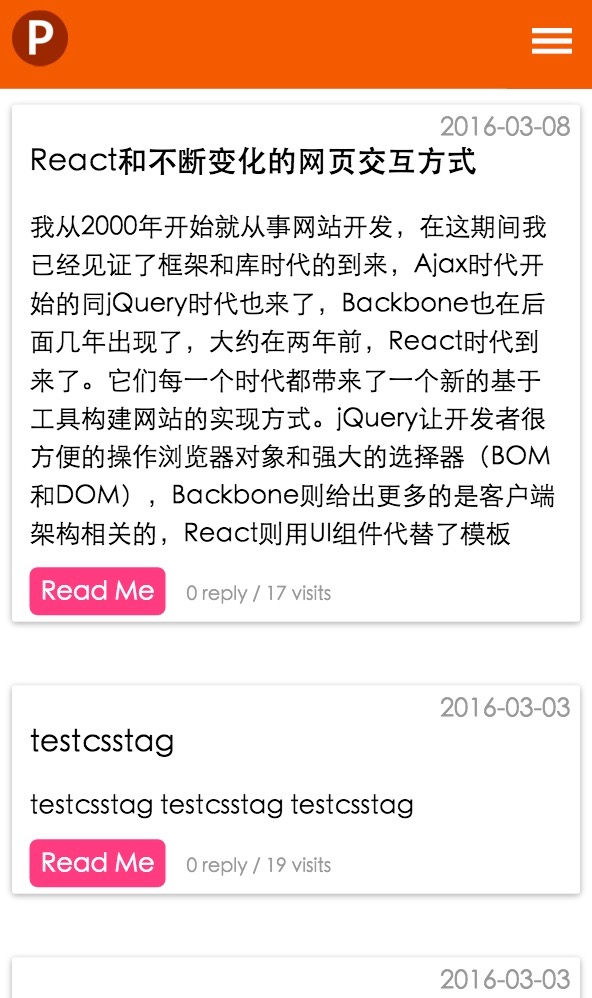 P
2016-03-08
React和不断变化的网页交互方式
我从2000年开始就从事网站开发，在这期间我
已经见证了框架和库时代的到来，Ajax时代开
始的同jQuery时代也来了，Backbone也在后
面几年出现了，大约在两年前，React时代到
来了。它们每一个时代都带来了一个新的基于
工具构建网站的实现方式。jQuery让开发者很
方便的操作浏览器对象和强大的选择器（BOM
和DOM），Backbone则给出更多的是客户端
架构相关的，React则用UI组件代替了模板
Read Me 0 reply / 17 visits
2016-03-03
testcsstag
testcsstag testcsstag testcsstag
Read Me 0 reply / 19 visits
2016-03-03